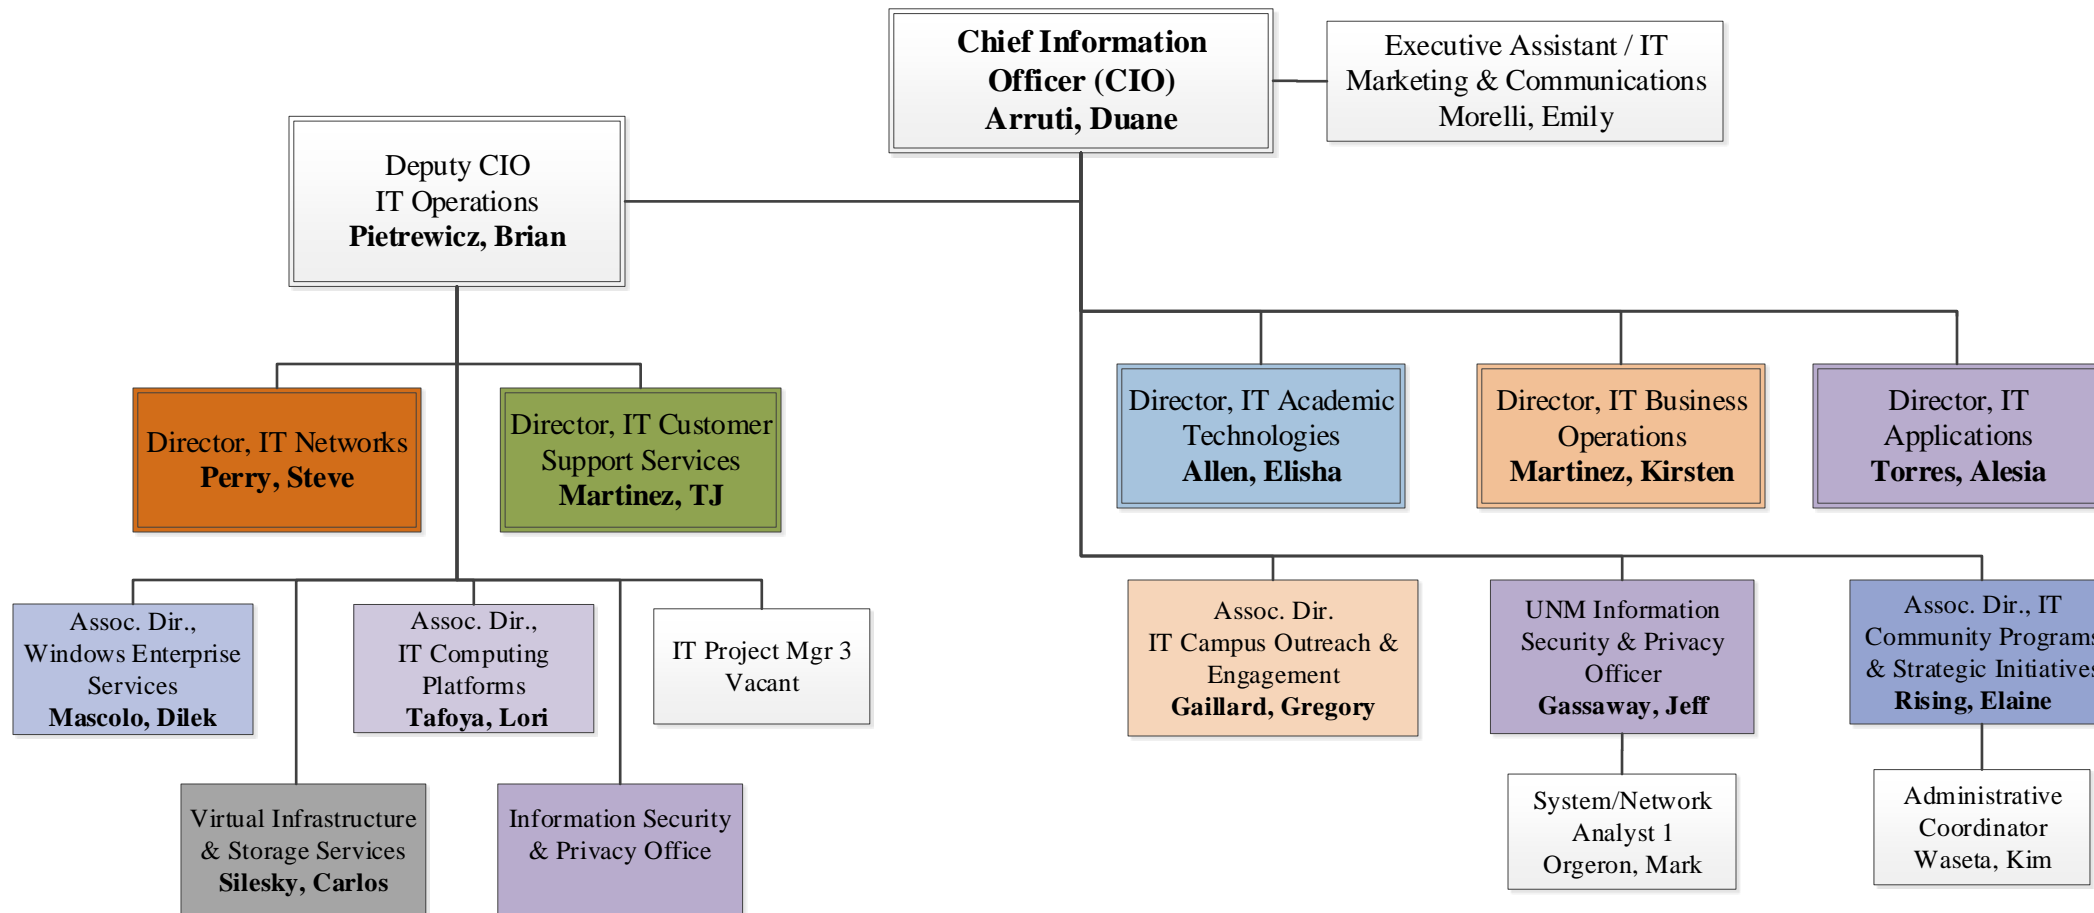 Chief Information
Officer (CIO)
Arruti, Duane
Executive Assistant / IT
Marketing & Communications
Morelli, Emily
Deputy CIO
IT Operations
Pietrewicz, Brian
Director, IT Networks
Perry, Steve
Director, IT Customer
Support Services
Martinez, TJ
Director, IT Academic
Technologies
Allen, Elisha
Director, IT Business
Operations
Martinez, Kirsten
Director, IT
Applications
Torres, Alesia
Assoc. Dir.,
Windows Enterprise
Services
Mascolo, Dilek
Assoc. Dir.,
IT Computing
Platforms
Tafoya, Lori
IT Project Mgr 3
Vacant
Assoc. Dir.
IT Campus Outreach &
Engagement
Gaillard, Gregory
UNM Information
Security & Privacy
Officer
Gassaway, Jeff
Assoc. Dir., IT
Community Programs
& Strategic Initiatives
Rising, Elaine
Virtual Infrastructure
& Storage Services
Silesky, Carlos
Information Security
& Privacy Office
System/Network
Analyst 1
Orgeron, Mark
Administrative
Coordinator
Waseta, Kim